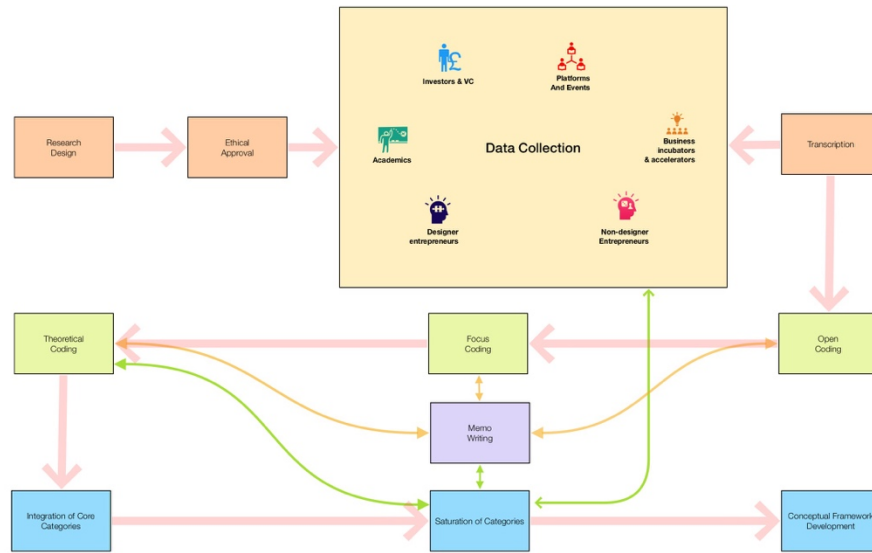 Investors & VC
Platforms
And Events
Research
Design
Ethical
Approval
Academics
Data Collection
Business
incubators
& accelerators
Transcription
Designer
entrepreneurs
Non-designer
Entrepreneurs
Theoretical
Coding
Focus
Coding
Open
Coding
Memo
Writing
Integration of Core
Categories
Saturation of Categories
Conceptual Framework
Development